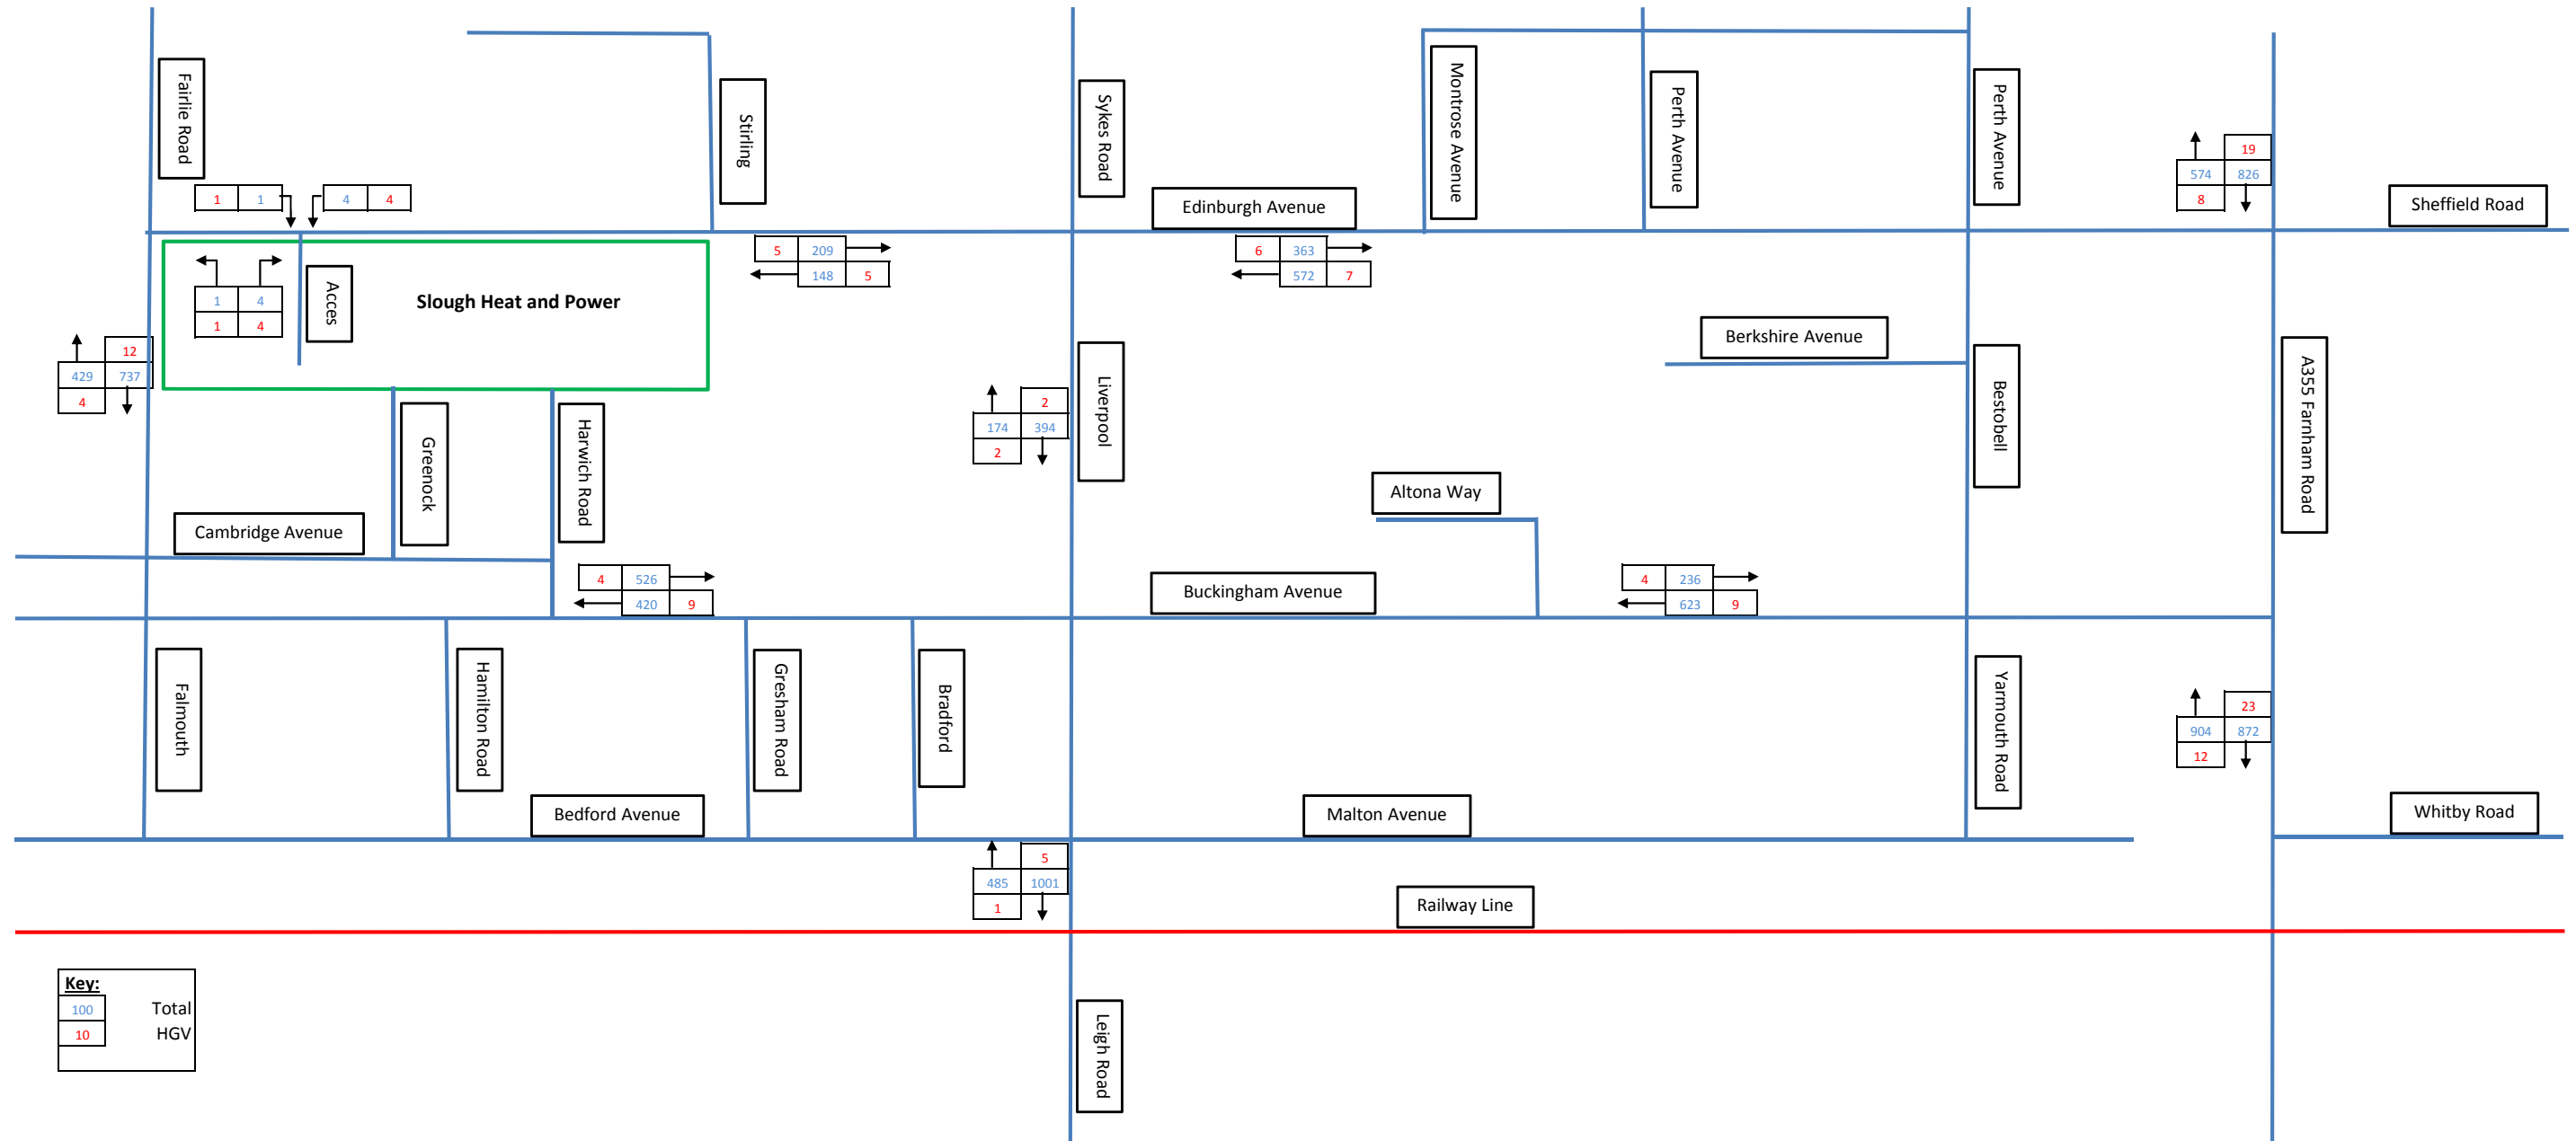 Fairlie Road
Stirling
Sykes Road
Montrose Avenue
Perth Avenue
Perth Avenue
19
574 826
8
1 1
4 4
Edinburgh Avenue
Sheffield Road
5 209
148 5
6 363
572 7
1 4
1 4
Acces
Slough Heat and Power
12
429 737
4
Berkshire Avenue
Liverpool
Bestobell
A355 Farnham Road
2
174 394
2
Greenock
Harwich Road
Altona Way
Cambridge Avenue
4 526
420 9
Buckingham Avenue
4 236
623 9
Falmouth
Hamilton Road
Gresham Road
Bradford
Yarmouth Road
23
904 872
12
Bedford Avenue
Malton Avenue
Whitby Road
5
485 1001
1
Railway Line
Key:
100 Total
10 HGV
Leigh Road